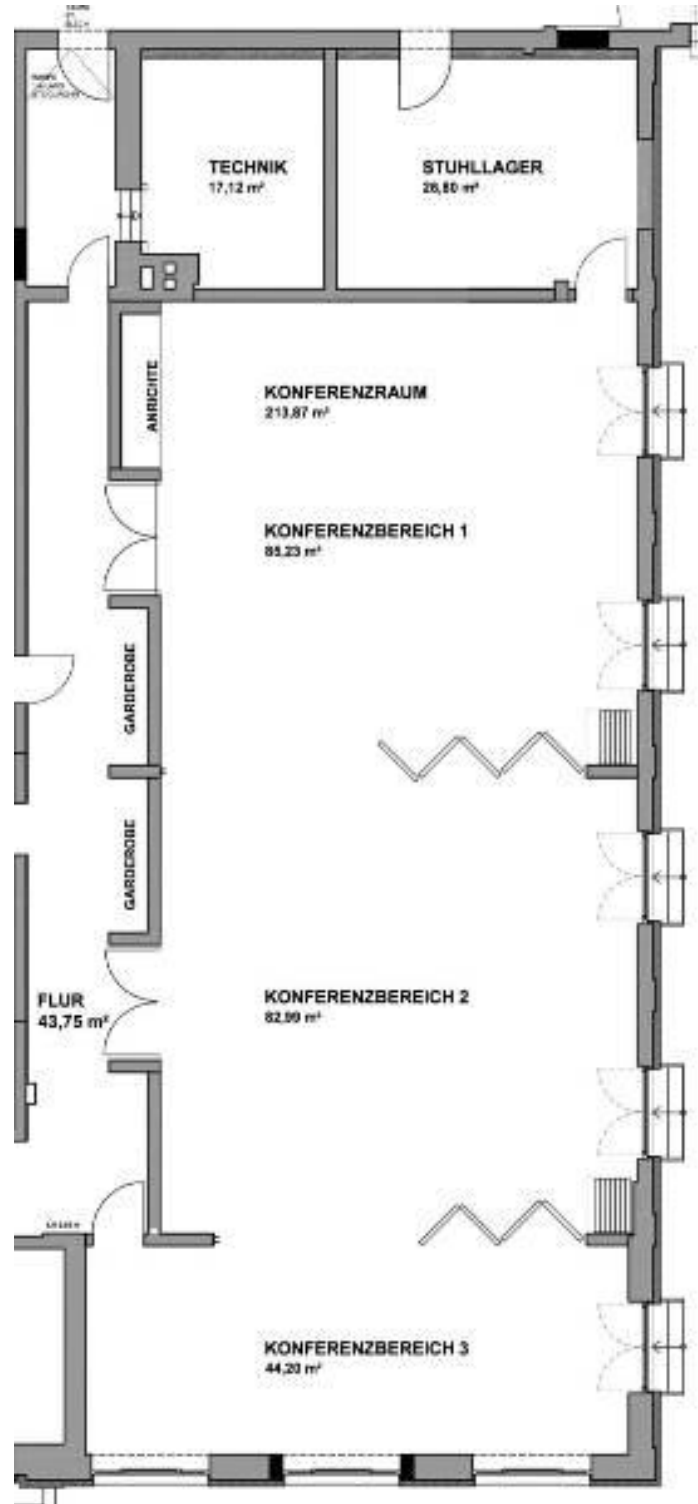 TECHNIK
17,12 m²
STUHLLAGER
26,80 m²
ANRICHTE
KONFERENZRAUM
213,87 m²
KONFERENZBEREICH 1
85,23 m²
GARDEROBE
GARDEROBE
FLUR
43,75 m²
KONFERENZBEREICH 2
82,99 m²
KONFERENZBEREICH 3
44,20 m²